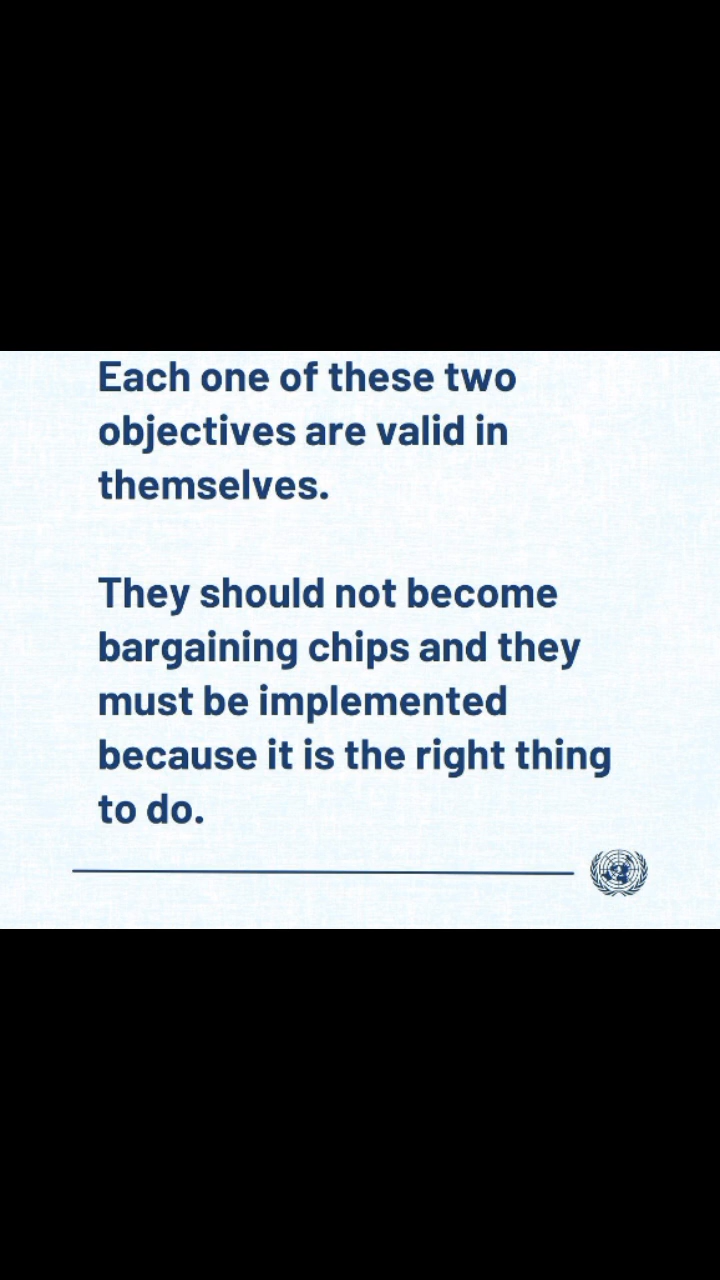 Each one of these two
objectives are valid in
themselves.
They should not become
bargaining chips and they
must be implemented
because it is the right thing
to do.